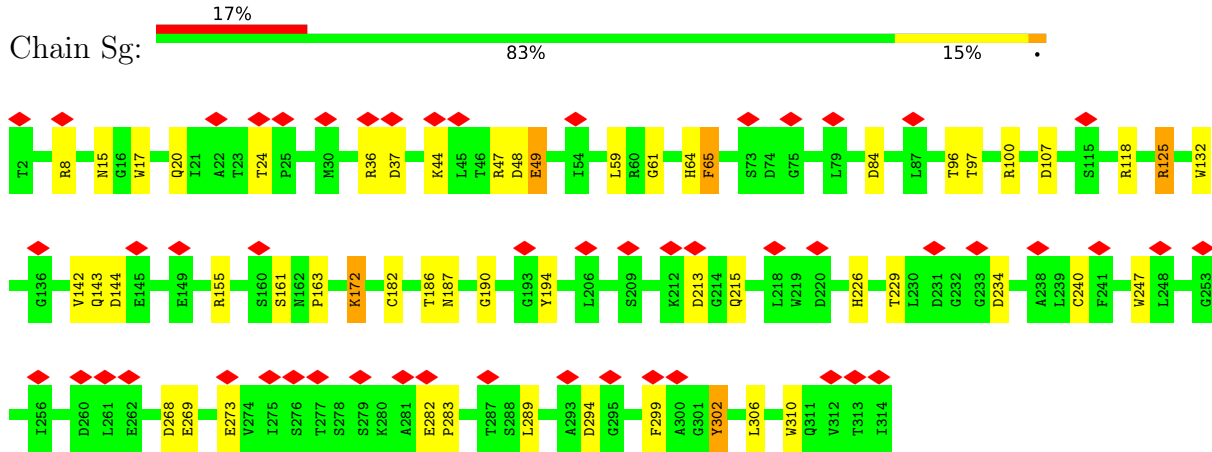 17%
Chain Sg:
83% 15% •
T2 R8 N15 G16 W17 Q20 I21 A22 T23 T24 P25 M30 R36 D37 K44 L45 T46 R47 D48 E49 I54 L59 R60 G61 H64 F65 S73 D74 G75 L79 D84 L87 T96 T97 R100 D107 S115 R118 R125 W132
G136 V142 Q143 D144 E145 E149 R155 S160 S161 N162 P163 K172 C182 T186 N187 G190 G193 Y194 L206 S209 K212 D213 G214 Q215 L218 W219 D220 H226 T229 L230 D231 G232 G233 D234 A238 L239 C240 F241 W247 L248 G253
I256 D260 L261 E262 D268 E269 E273 V274 I275 S276 T277 S278 S279 K280 A281 E282 P283 T287 S288 L289 A293 D294 G295 F299 A300 G301 Y302 L306 W310 Q311 V312 T313 I314